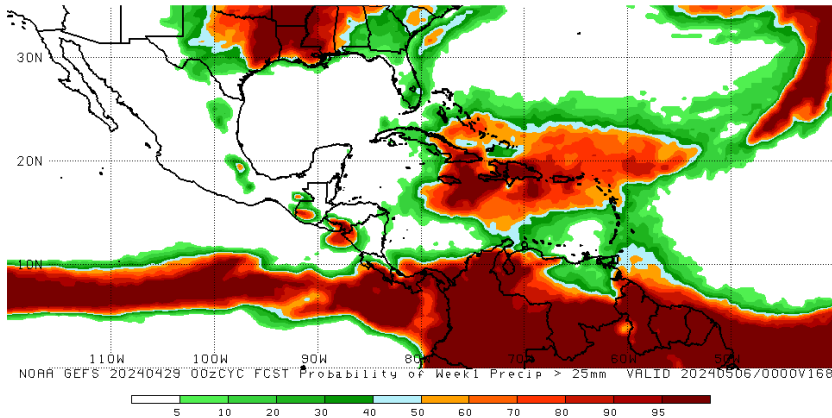 30N
20N
10N
110W 100W 90W 80W 70W 60W 50W
NOAA GEFS 20240429 00zCYC FCST Probability of Week1 Precip > 25mm VALID 20240506/0000V168
5 10 20 30 40 50 60 70 80 90 95